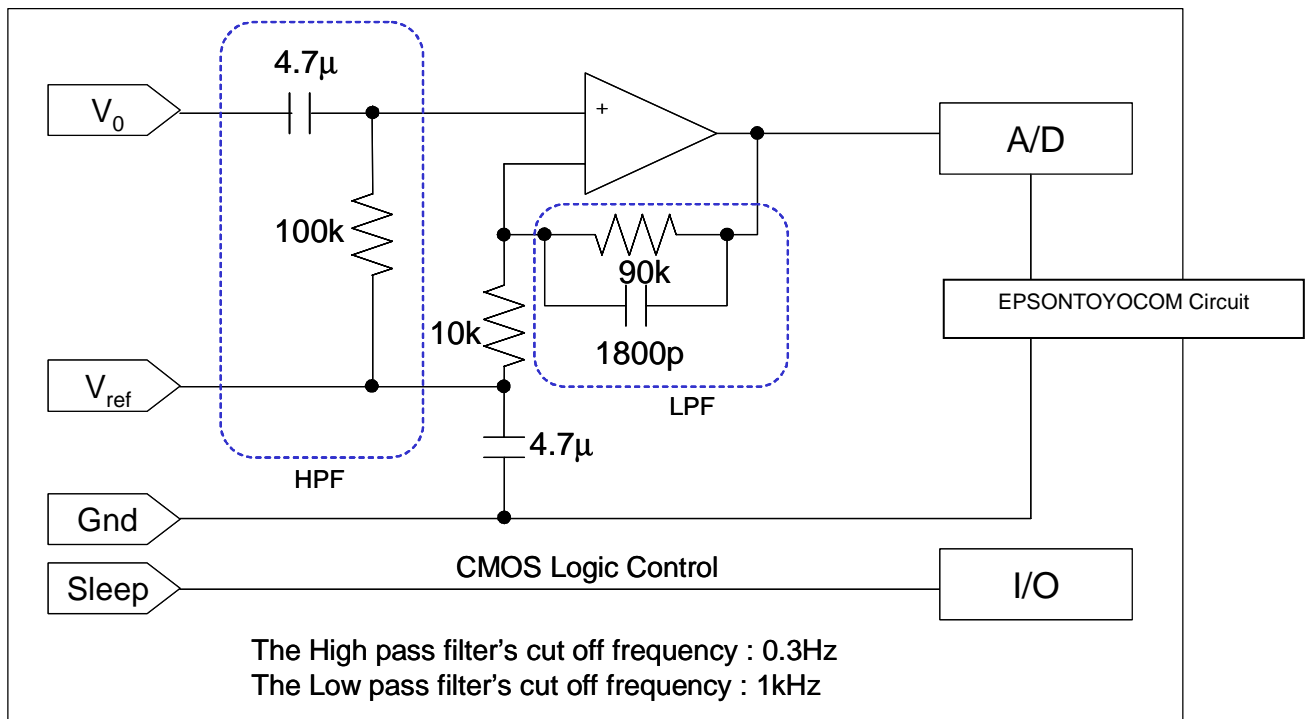 4.7μ
V0
+
A/D
100k
90k
EPSONTOYOCOM Circuit
10k
1800p
Vref
LPF
4.7μ
HPF
Gnd
CMOS Logic Control
Sleep
I/O
The High pass filter's cut off frequency : 0.3Hz
The Low pass filter's cut off frequency : 1kHz